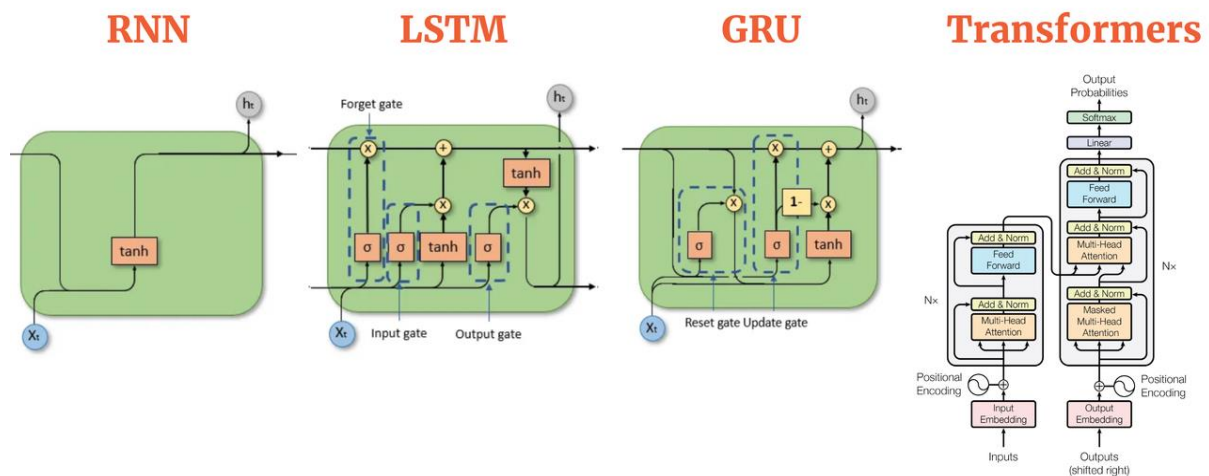 RNN
hₜ
tanh
Xₜ
LSTM
Forget gate
hₜ
x
+
tanh
x
x
σ
σ
tanh
σ
Xₜ
Input gate
Output gate
GRU
hₜ
x
+
x
1-
x
σ
σ
tanh
Xₜ
Reset gate
Update gate
Transformers
Output
Probabilities
Softmax
Linear
Add & Norm
Feed
Forward
Add & Norm
Multi-Head
Attention
Add & Norm
Masked
Multi-Head
Attention
Nx
Add & Norm
Feed
Forward
Add & Norm
Multi-Head
Attention
Nx
Positional
Encoding
Positional
Encoding
Input
Embedding
Output
Embedding
Inputs
Outputs
(shifted right)